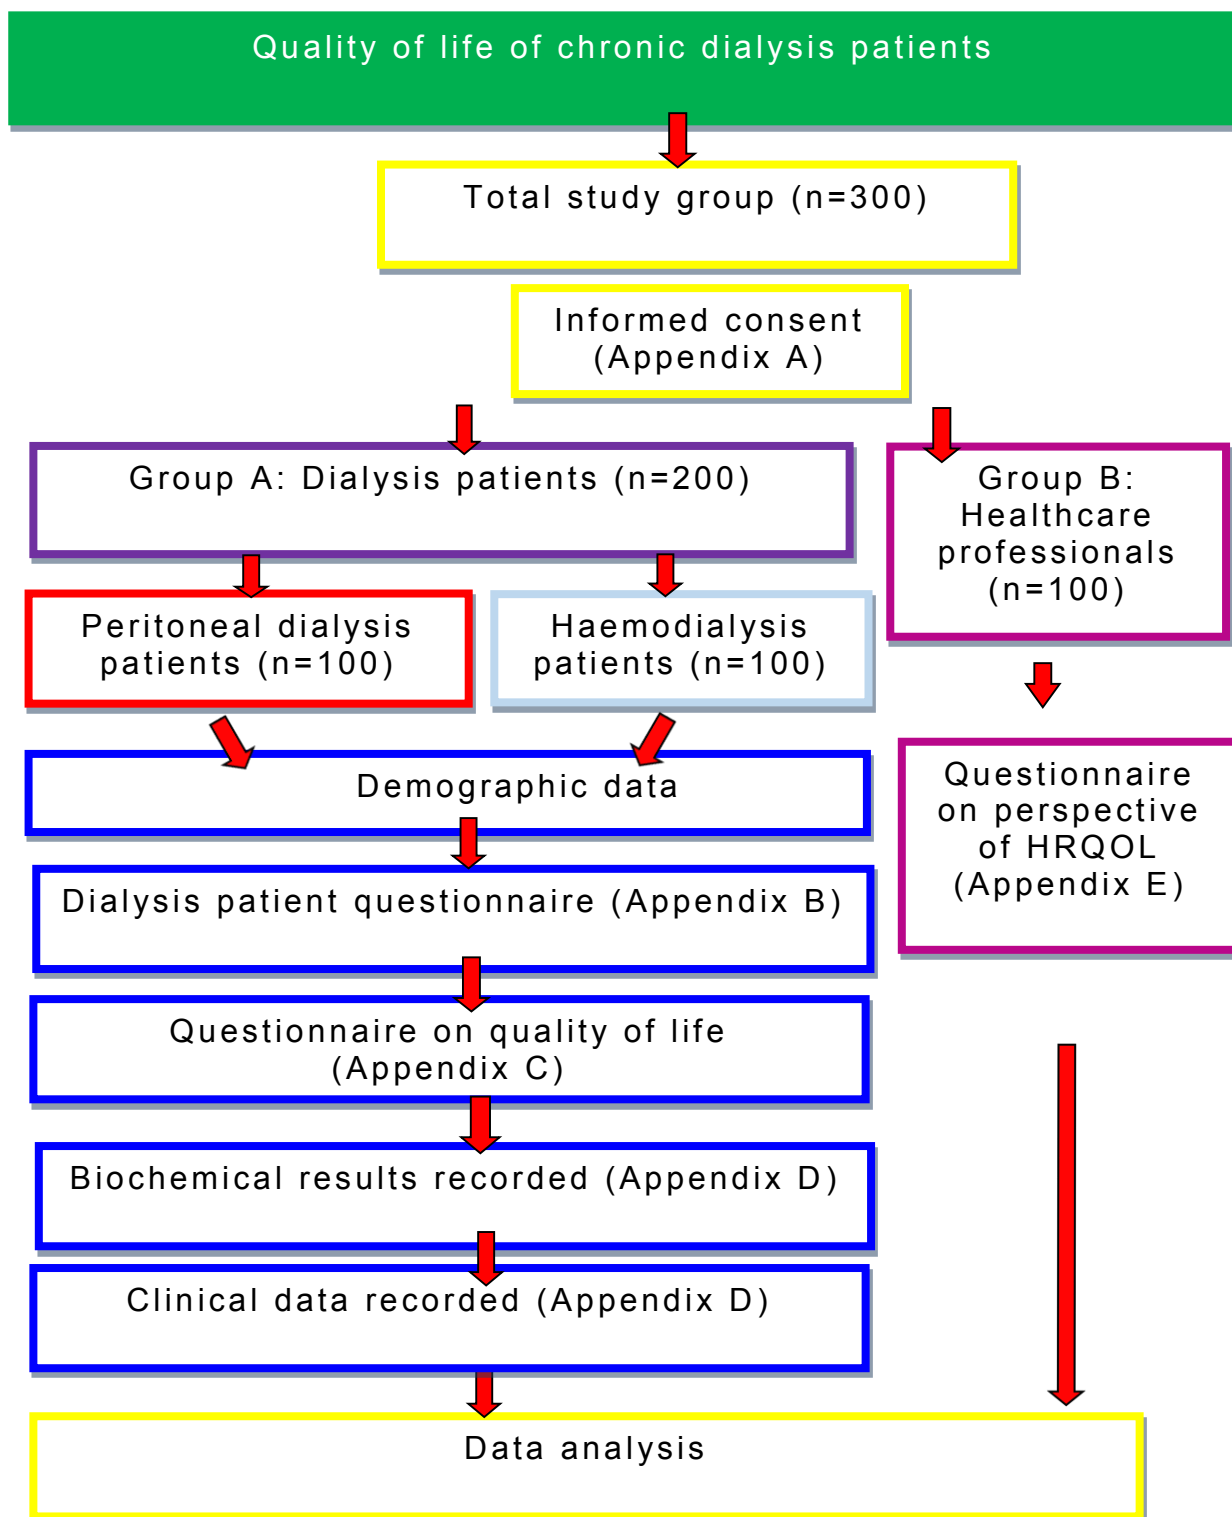 Quality of life of chronic dialysis patients
Total study group (n=300)
Informed consent
(Appendix A)
Group A: Dialysis patients (n=200)
Group B:
Healthcare
professionals
(n=100)
Peritoneal dialysis
patients (n=100)
Haemodialysis
patients (n=100)
Demographic data
Questionnaire
on perspective
of HRQOL
(Appendix E)
Dialysis patient questionnaire (Appendix B)
Questionnaire on quality of life
(Appendix C)
Biochemical results recorded (Appendix D)
Clinical data recorded (Appendix D)
Data analysis